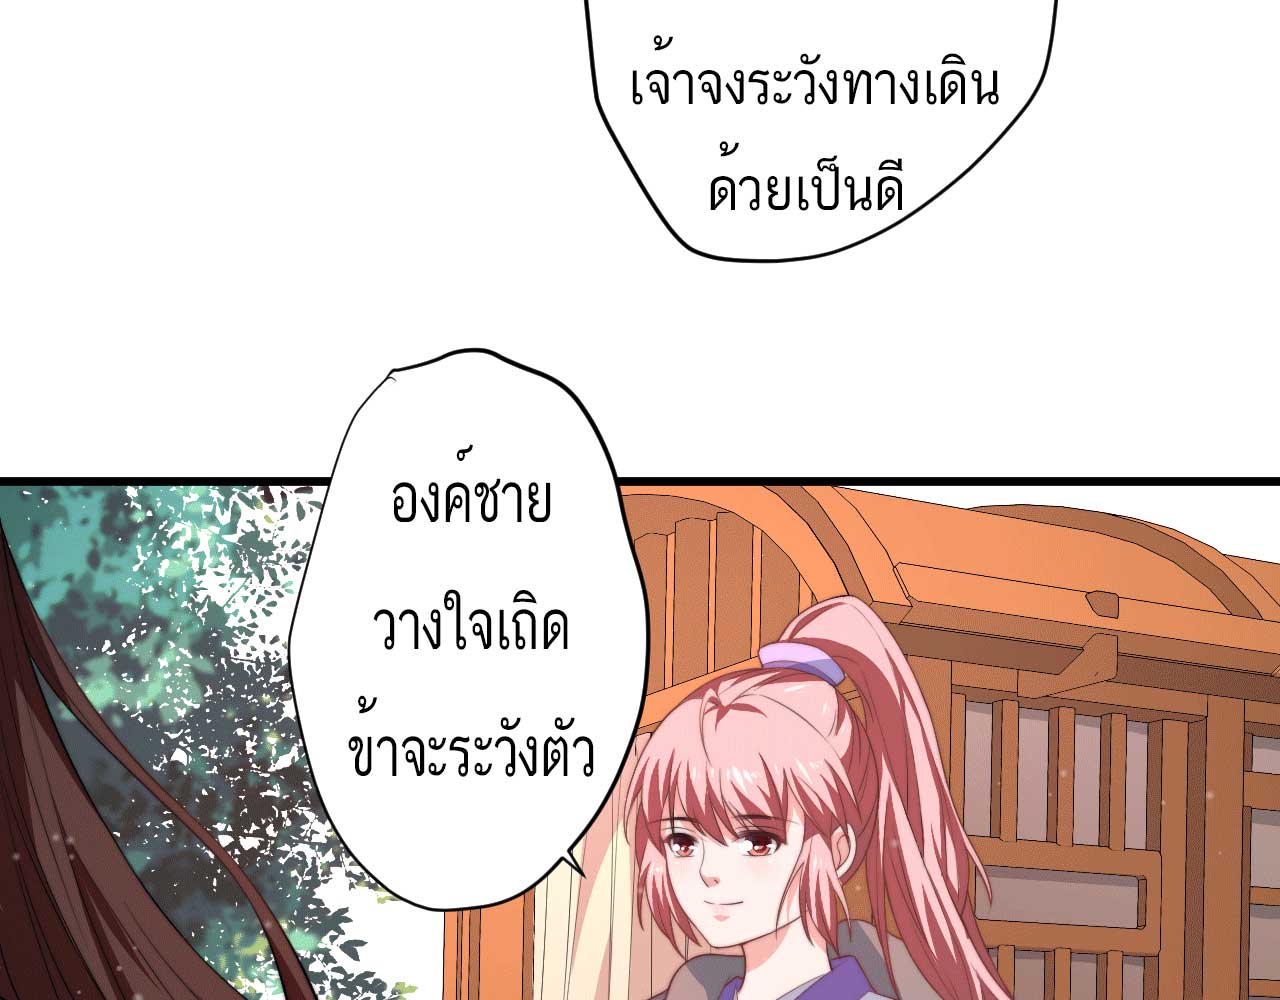 เจ้าจงระวังทางเดิน
ด้วยเป็นดี
องค์ชาย
วางใจเถิด
ข้าจะระวังตัว